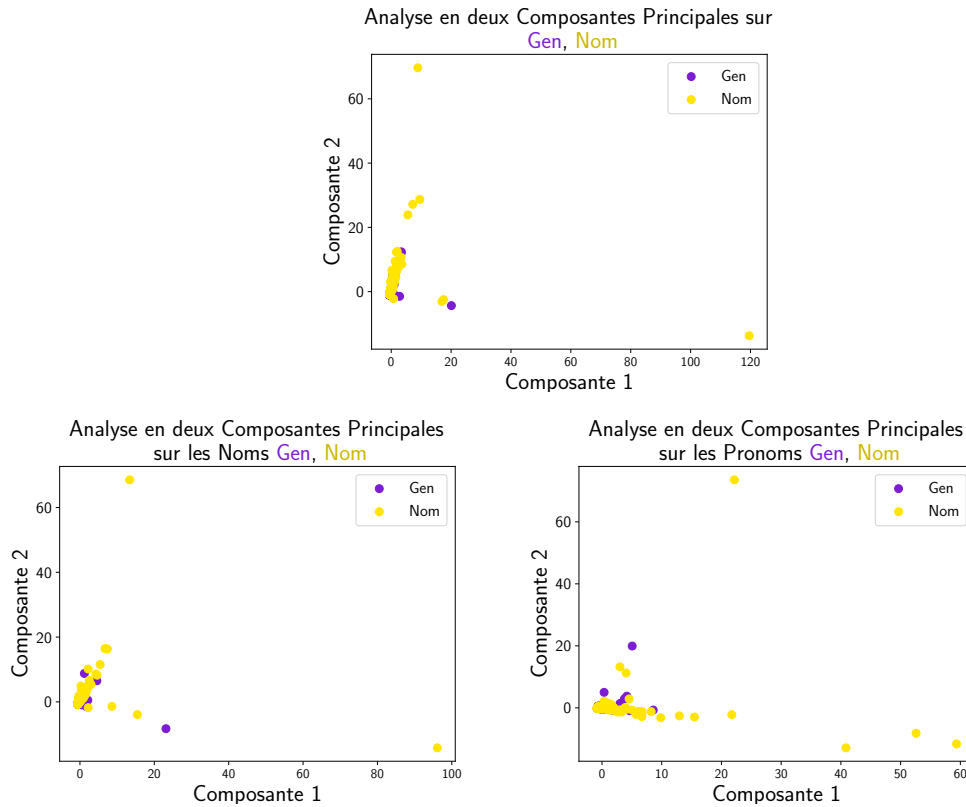 Analyse en deux Composantes Principales sur
Gen, Nom
Gen
Nom
60
40
20
0
Composante 2
0
20
40
60
80
100
120
Composante 1
Analyse en deux Composantes Principales
sur les Noms Gen, Nom
Gen
Nom
60
40
20
0
Composante 2
0
20
40
60
80
100
Composante 1
Analyse en deux Composantes Principales
sur les Pronoms Gen, Nom
Gen
Nom
60
40
20
0
Composante 2
0
10
20
30
40
50
60
Composante 1